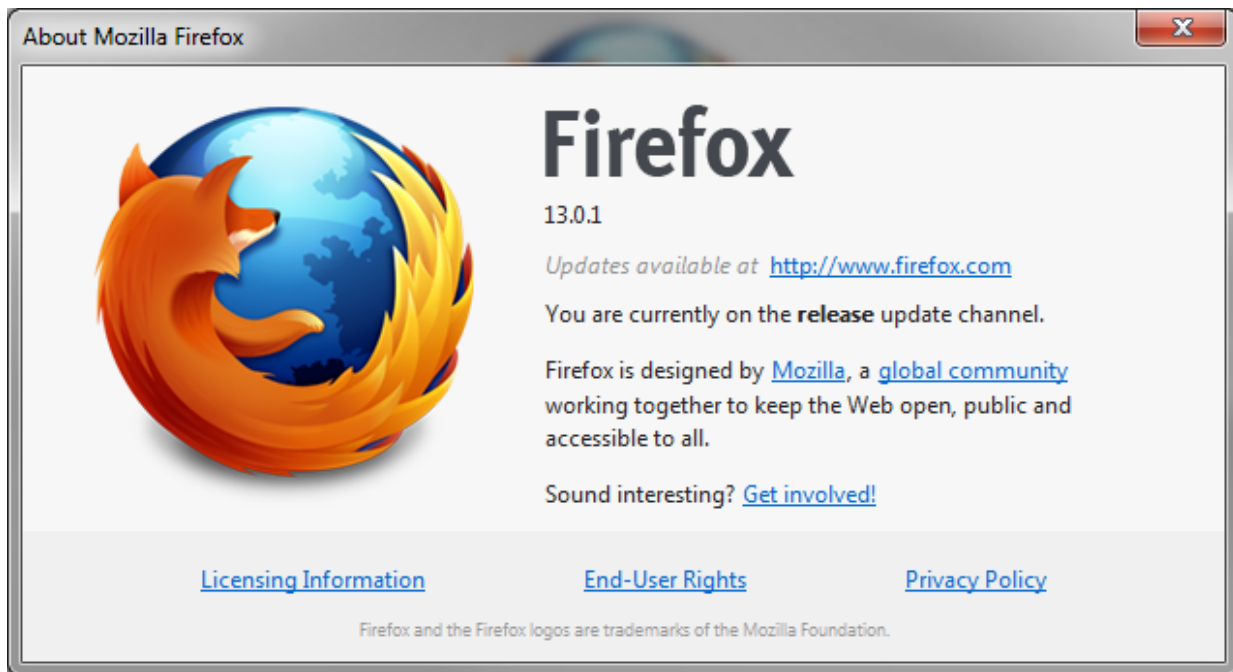 About Mozilla Firefox
Firefox
13.0.1
Updates available at http://www.firefox.com
You are currently on the release update channel.
Firefox is designed by Mozilla, a global community
working together to keep the Web open, public and
accessible to all.
Sound interesting? Get involved!
Licensing Information End-User Rights Privacy Policy
Firefox and the Firefox logos are trademarks of the Mozilla Foundation.